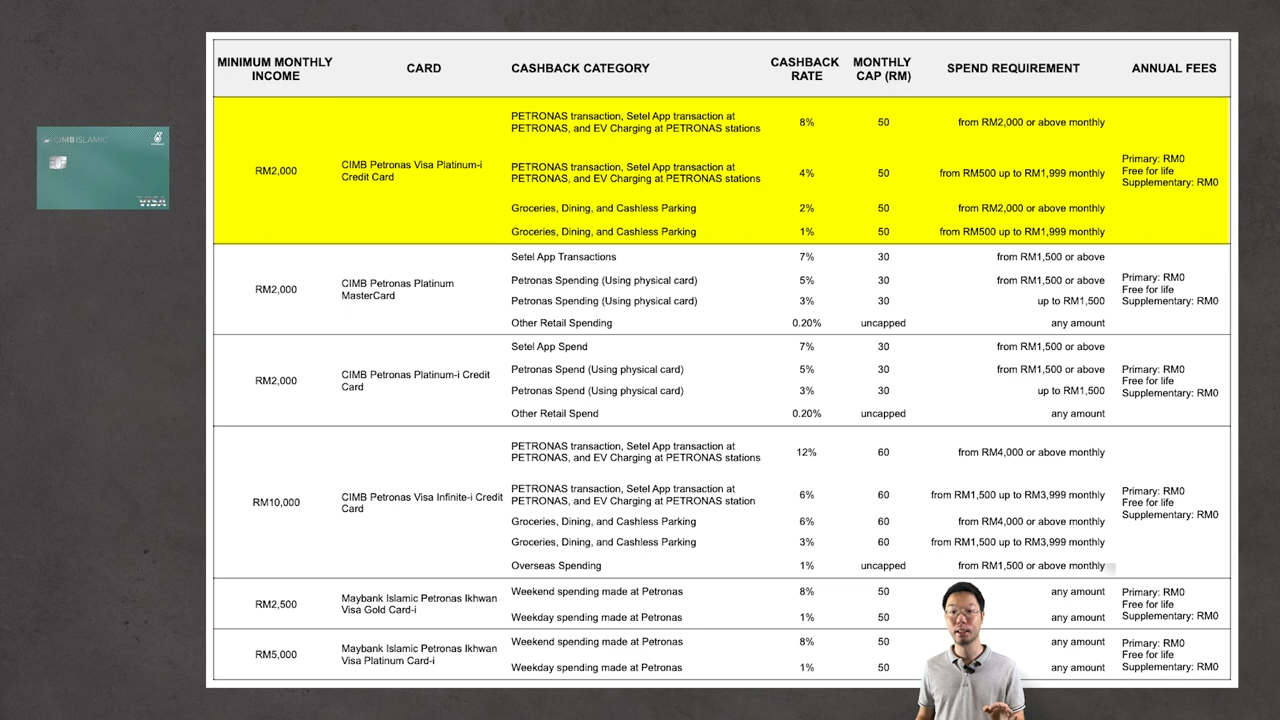 MINIMUM MONTHLY
INCOME
CARD
CASHBACK CATEGORY
CASHBACK
RATE
MONTHLY
CAP (RM)
SPEND REQUIREMENT
ANNUAL FEES
CIMB ISLAMIC
VISA
RM2,000
CIMB Petronas Visa Platinum-i
Credit Card
PETRONAS transaction, Setel App transaction at
PETRONAS, and EV Charging at PETRONAS stations
8%
50
from RM2,000 or above monthly
PETRONAS transaction, Setel App transaction at
PETRONAS, and EV Charging at PETRONAS stations
4%
50
from RM500 up to RM1,999 monthly
Groceries, Dining, and Cashless Parking
2%
50
from RM2,000 or above monthly
Groceries, Dining, and Cashless Parking
1%
50
from RM500 up to RM1,999 monthly
Primary: RM0
Free for life
Supplementary: RM0
RM2,000
CIMB Petronas Platinum
MasterCard
Setel App Transactions
7%
30
from RM1,500 or above
Petronas Spending (Using physical card)
5%
30
from RM1,500 or above
Petronas Spending (Using physical card)
3%
30
up to RM1,500
Other Retail Spending
0.20%
uncapped
any amount
Primary: RM0
Free for life
Supplementary: RM0
RM2,000
CIMB Petronas Platinum-i Credit
Card
Setel App Spend
7%
30
from RM1,500 or above
Petronas Spend (Using physical card)
5%
30
from RM1,500 or above
Petronas Spend (Using physical card)
3%
30
up to RM1,500
Other Retail Spend
0.20%
uncapped
any amount
Primary: RM0
Free for life
Supplementary: RM0
RM10,000
CIMB Petronas Visa Infinite-i Credit
Card
PETRONAS transaction, Setel App transaction at
PETRONAS, and EV Charging at PETRONAS stations
12%
60
from RM4,000 or above monthly
PETRONAS transaction, Setel App transaction at
PETRONAS, and EV Charging at PETRONAS station
6%
60
from RM1,500 up to RM3,999 monthly
Groceries, Dining, and Cashless Parking
6%
60
from RM4,000 or above monthly
Groceries, Dining, and Cashless Parking
3%
60
from RM1,500 up to RM3,999 monthly
Overseas Spending
1%
uncapped
from RM1,500 or above monthly
Primary: RM0
Free for life
Supplementary: RM0
RM2,500
Maybank Islamic Petronas Ikhwan
Visa Gold Card-i
Weekend spending made at Petronas
8%
50
any amount
Weekday spending made at Petronas
1%
50
any amount
Primary: RM0
Free for life
Supplementary: RM0
RM5,000
Maybank Islamic Petronas Ikhwan
Visa Platinum Card-i
Weekend spending made at Petronas
8%
50
any amount
Weekday spending made at Petronas
1%
50
any amount
Primary: RM0
Free for life
Supplementary: RM0